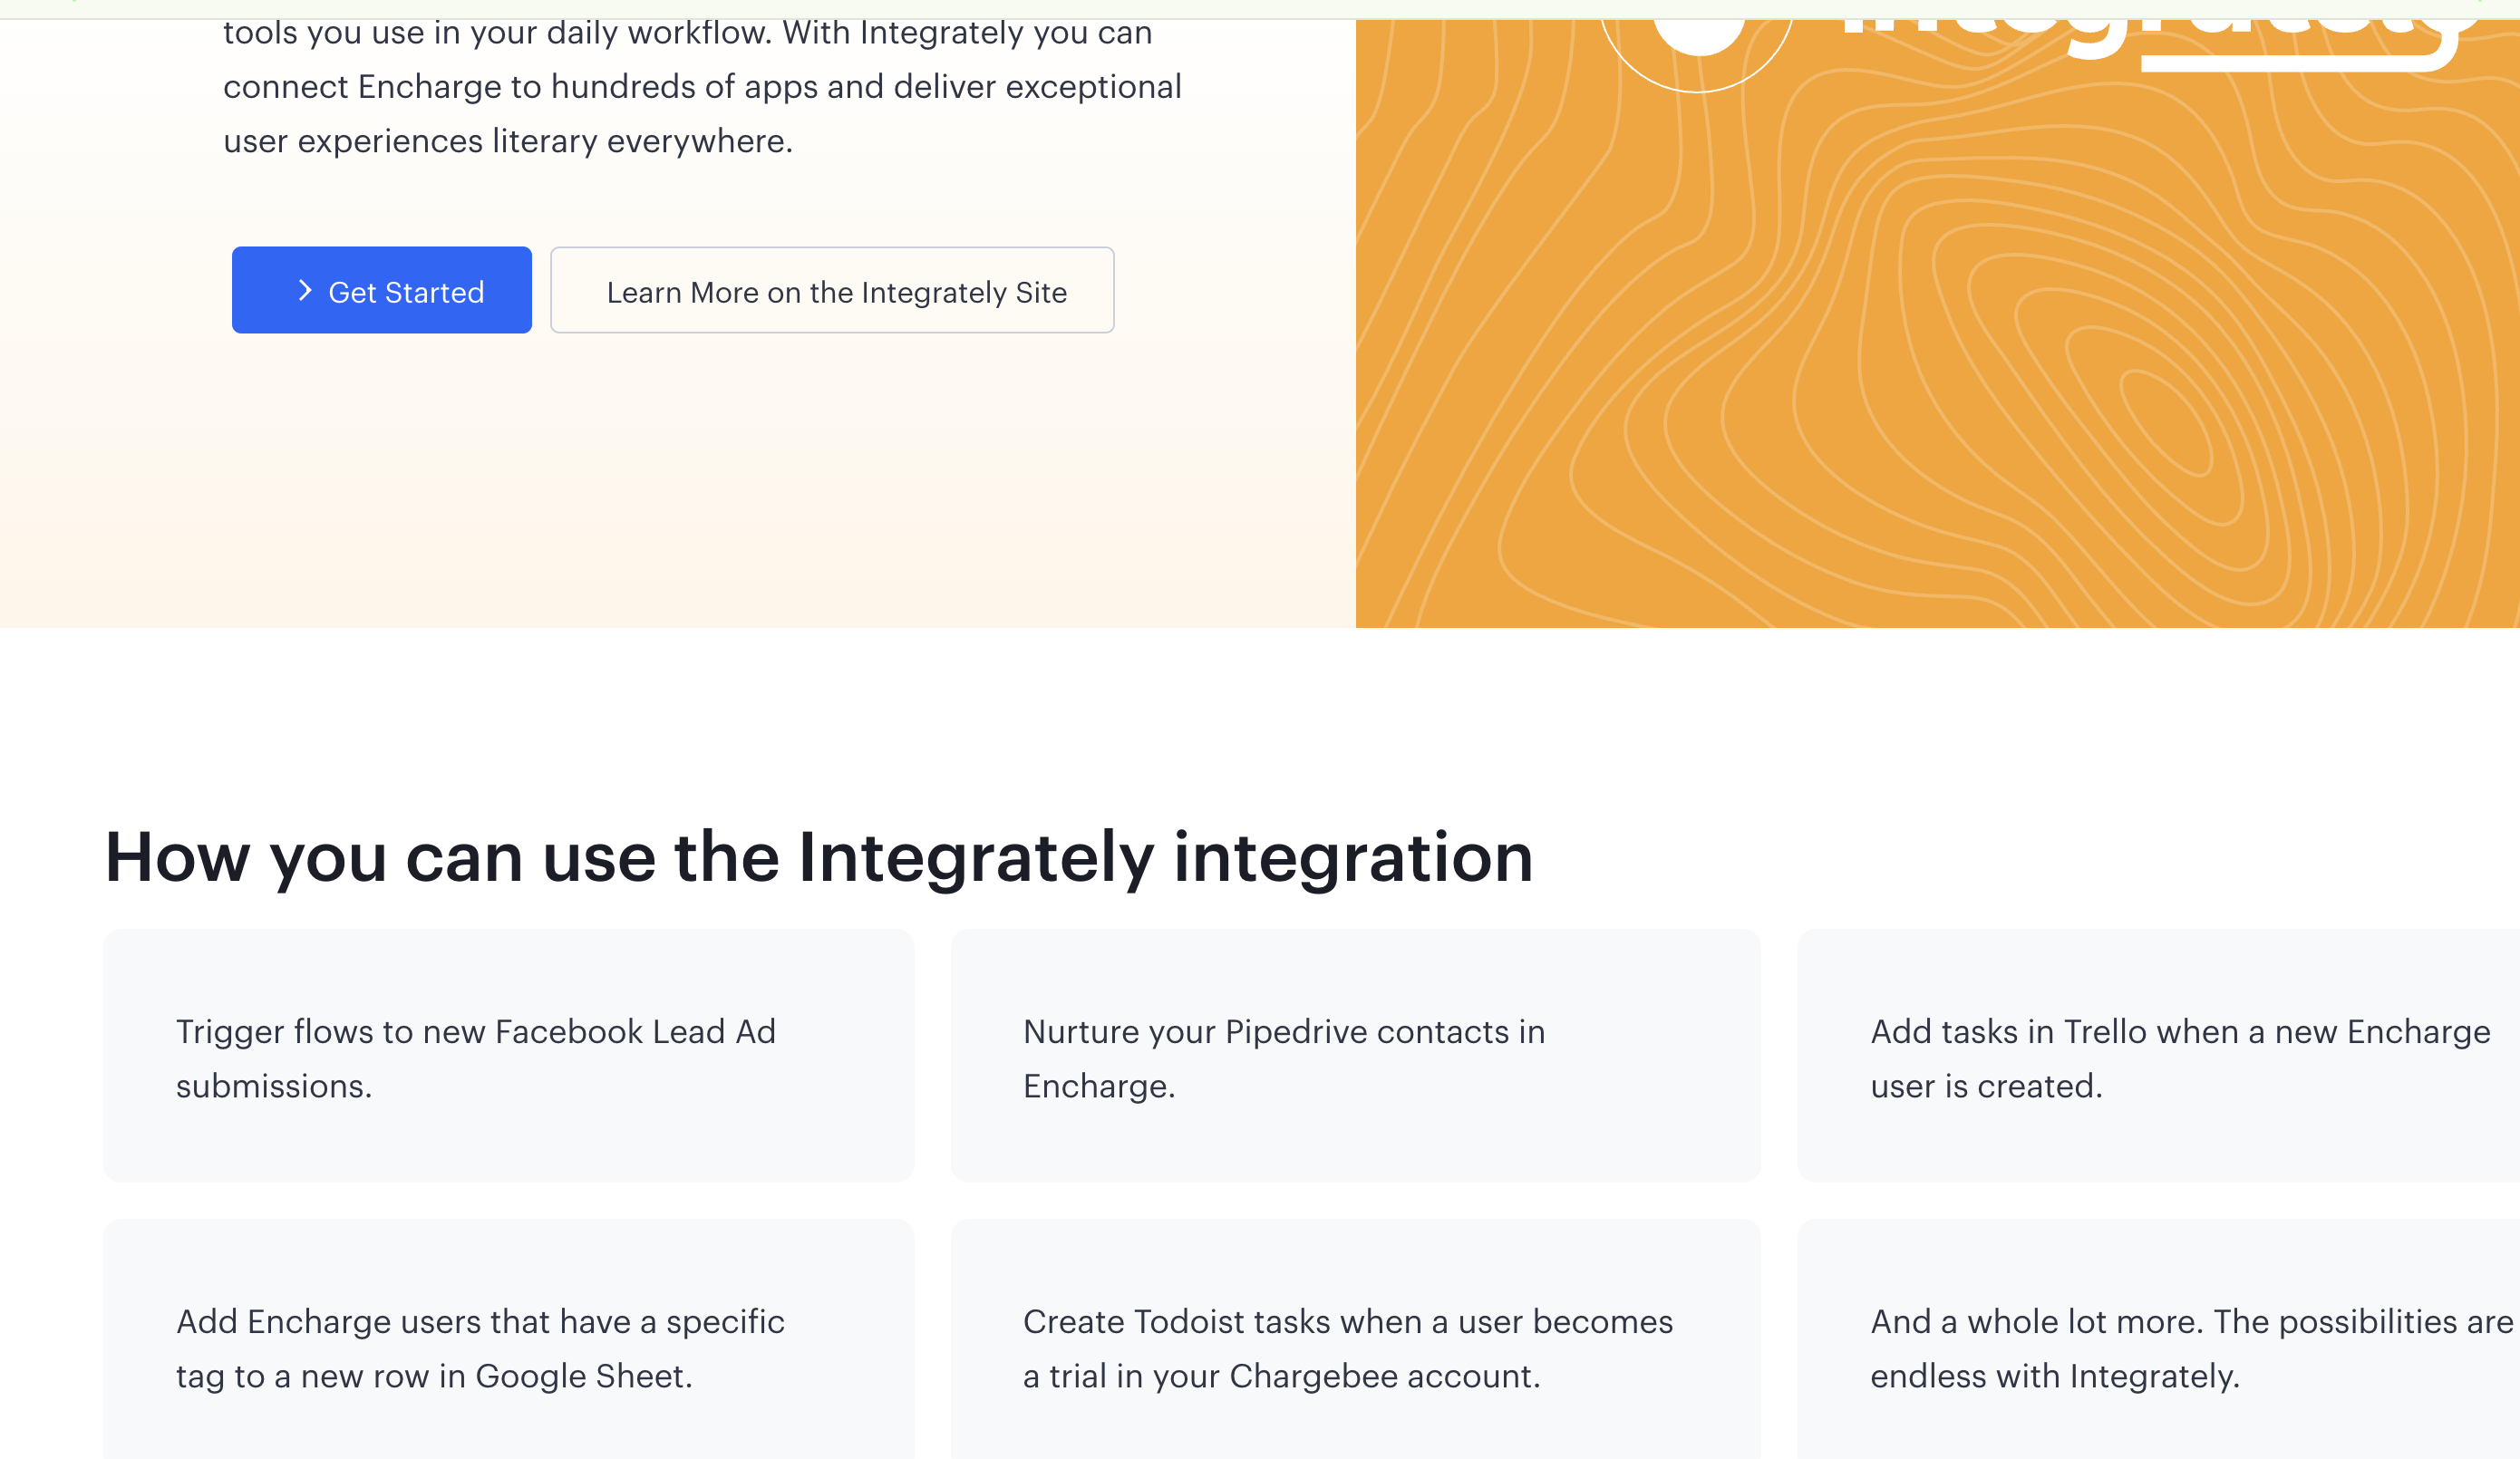 tools you use in your daily workflow. With Integrately you can
connect Encharge to hundreds of apps and deliver exceptional
user experiences literary everywhere.
Get Started
Learn More on the Integrately Site
How you can use the Integrately integration
Trigger flows to new Facebook Lead Ad
submissions.
Nurture your Pipedrive contacts in
Encharge.
Add tasks in Trello when a new Encharge
user is created.
Add Encharge users that have a specific
tag to a new row in Google Sheet.
Create Todoist tasks when a user becomes
a trial in your Chargebee account.
And a whole lot more. The possibilities are
endless with Integrately.